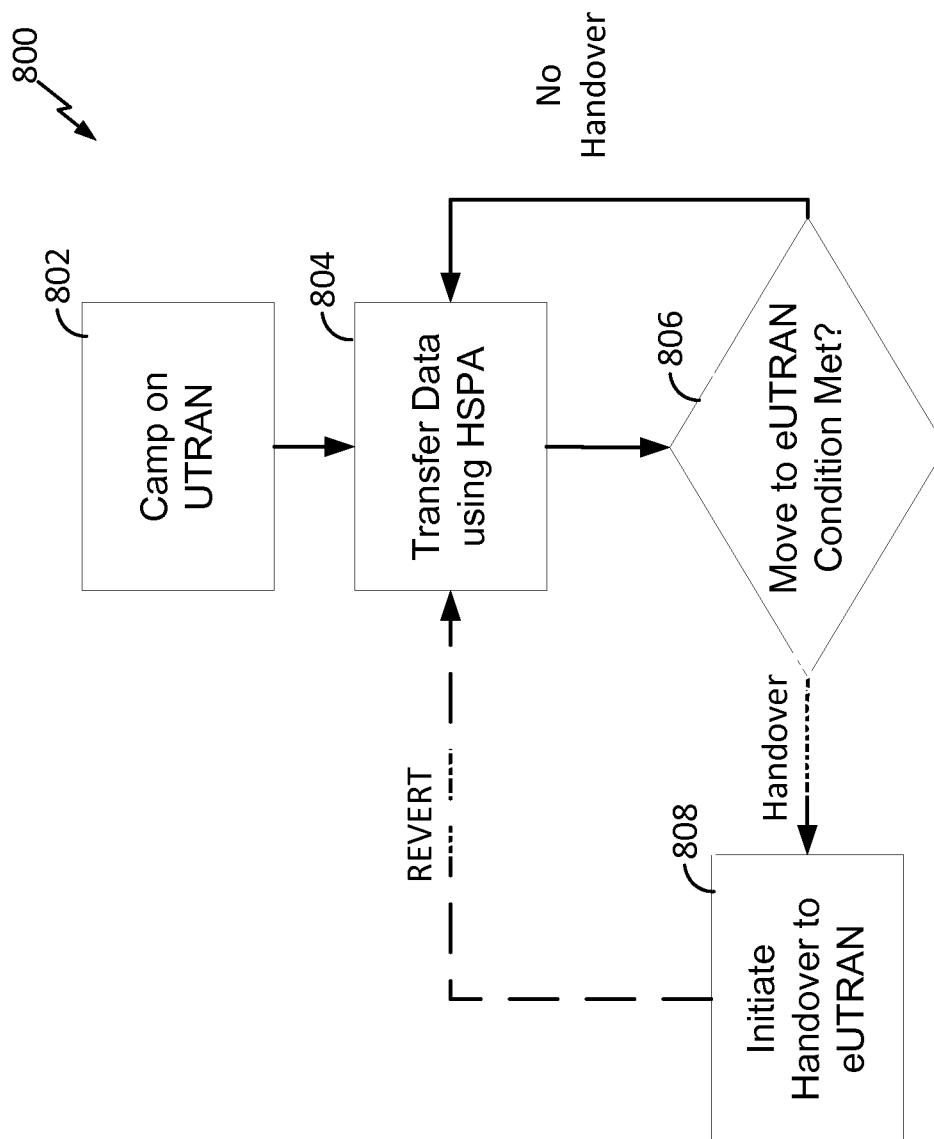 800
802
Camp on
UTRAN
804
Transfer Data
using HSPA
806
Move to eUTRAN
Condition Met?
No
Handover
Handover
REVERT
808
Initiate
Handover to
eUTRAN